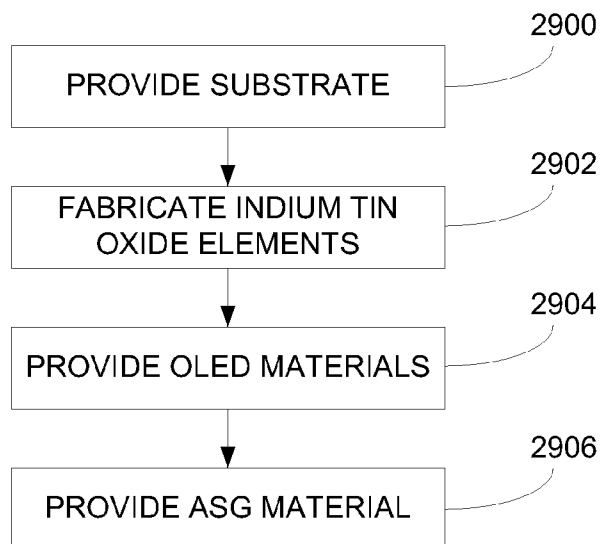 2900
PROVIDE SUBSTRATE
2902
FABRICATE INDIUM TIN
OXIDE ELEMENTS
2904
PROVIDE OLED MATERIALS
2906
PROVIDE ASG MATERIAL